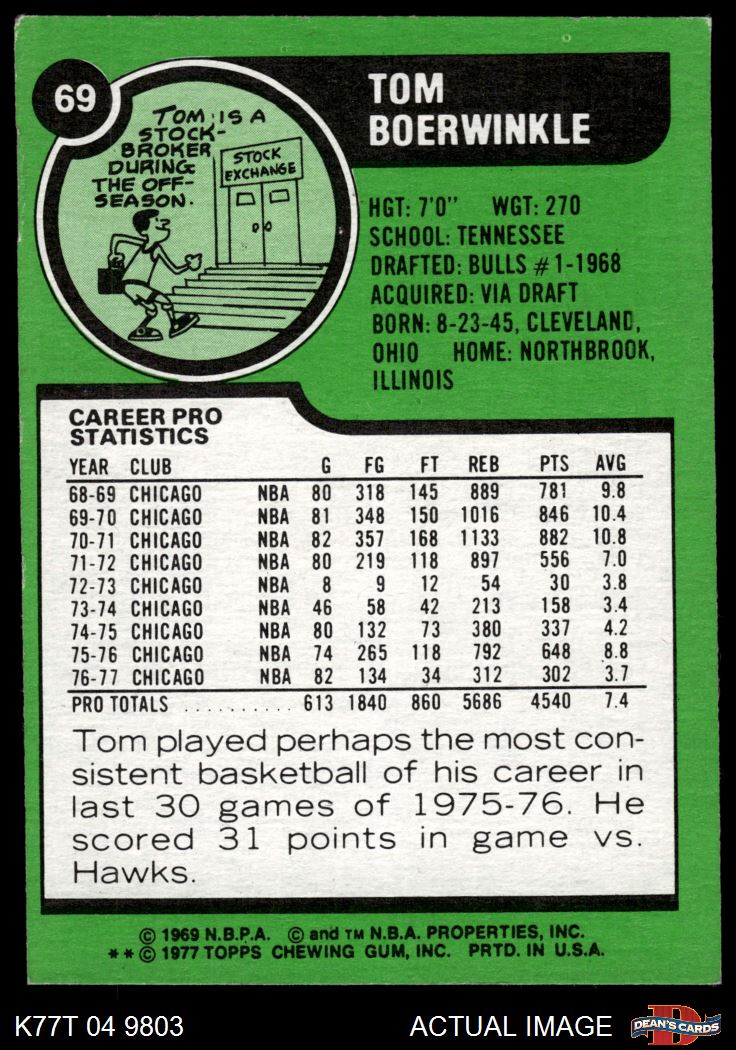 69
TOM
BOERWINKLE
TOM IS A
STOCK-
BROKER
DURING
THE OFF-
SEASON.
STOCK
EXCHANGE
HGT: 7'0" WGT: 270
SCHOOL: TENNESSEE
DRAFTED: BULLS #1-1968
ACQUIRED: VIA DRAFT
BORN: 8-23-45, CLEVELAND,
OHIO HOME: NORTHBROOK,
ILLINOIS
CAREER PRO
STATISTICS
YEAR CLUB G FG FT REB PTS AVG
68-69 CHICAGO NBA 80 318 145 889 781 9.8
69-70 CHICAGO NBA 81 348 150 1016 846 10.4
70-71 CHICAGO NBA 82 357 168 1133 882 10.8
71-72 CHICAGO NBA 80 219 118 897 556 7.0
72-73 CHICAGO NBA 8 9 12 54 30 3.8
73-74 CHICAGO NBA 46 58 42 213 158 3.4
74-75 CHICAGO NBA 80 132 73 380 337 4.2
75-76 CHICAGO NBA 74 265 118 792 648 8.8
76-77 CHICAGO NBA 82 134 34 312 302 3.7
PRO TOTALS .......... 613 1840 860 5686 4540 7.4
Tom played perhaps the most con-
sistent basketball of his career in
last 30 games of 1975-76. He
scored 31 points in game vs.
Hawks.
© 1969 N.B.P.A. © and TM N.B.A. PROPERTIES, INC.
**© 1977 TOPPS CHEWING GUM, INC. PRTD. IN U.S.A.
K77T 04 9803 ACTUAL IMAGE DEAN'S CARDS